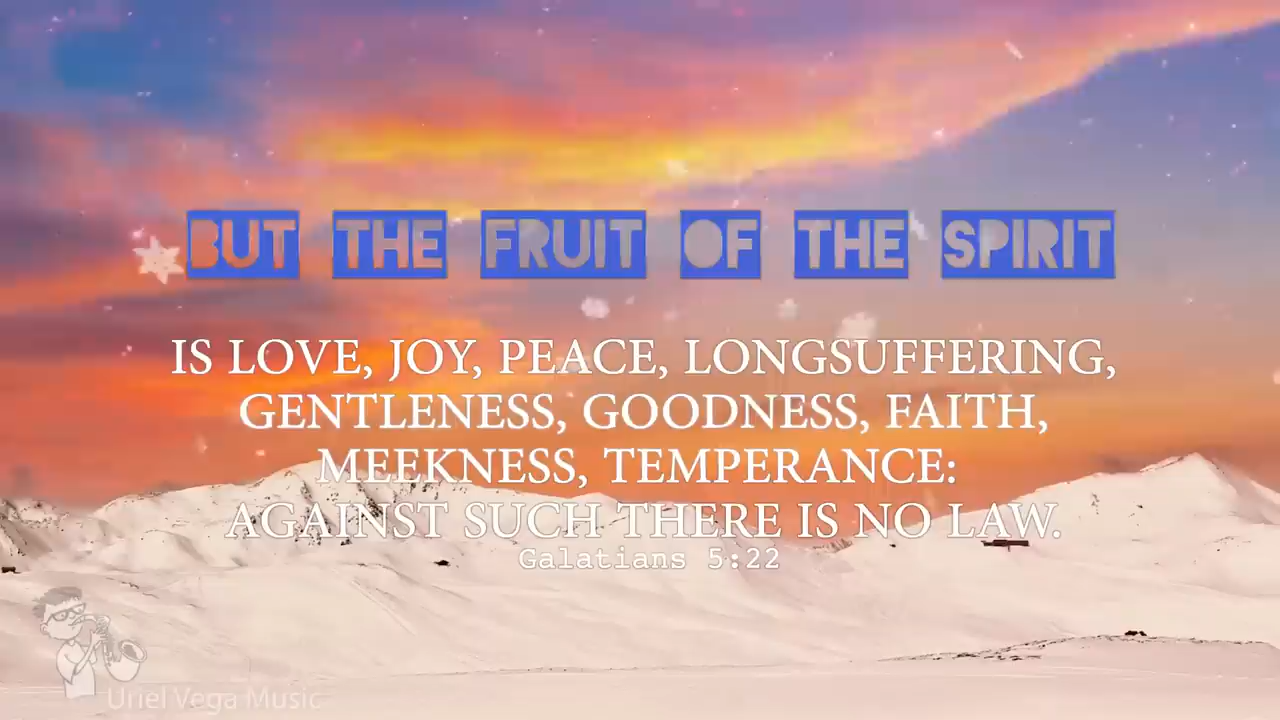 BUT THE FRUIT OF THE SPIRIT
IS LOVE, JOY, PEACE, LONGSUFFERING,
GENTLENESS, GOODNESS, FAITH,
MEEKNESS, TEMPERANCE:
AGAINST SUCH THERE IS NO LAW.
Galatians 5:22
Uriel Vega Music